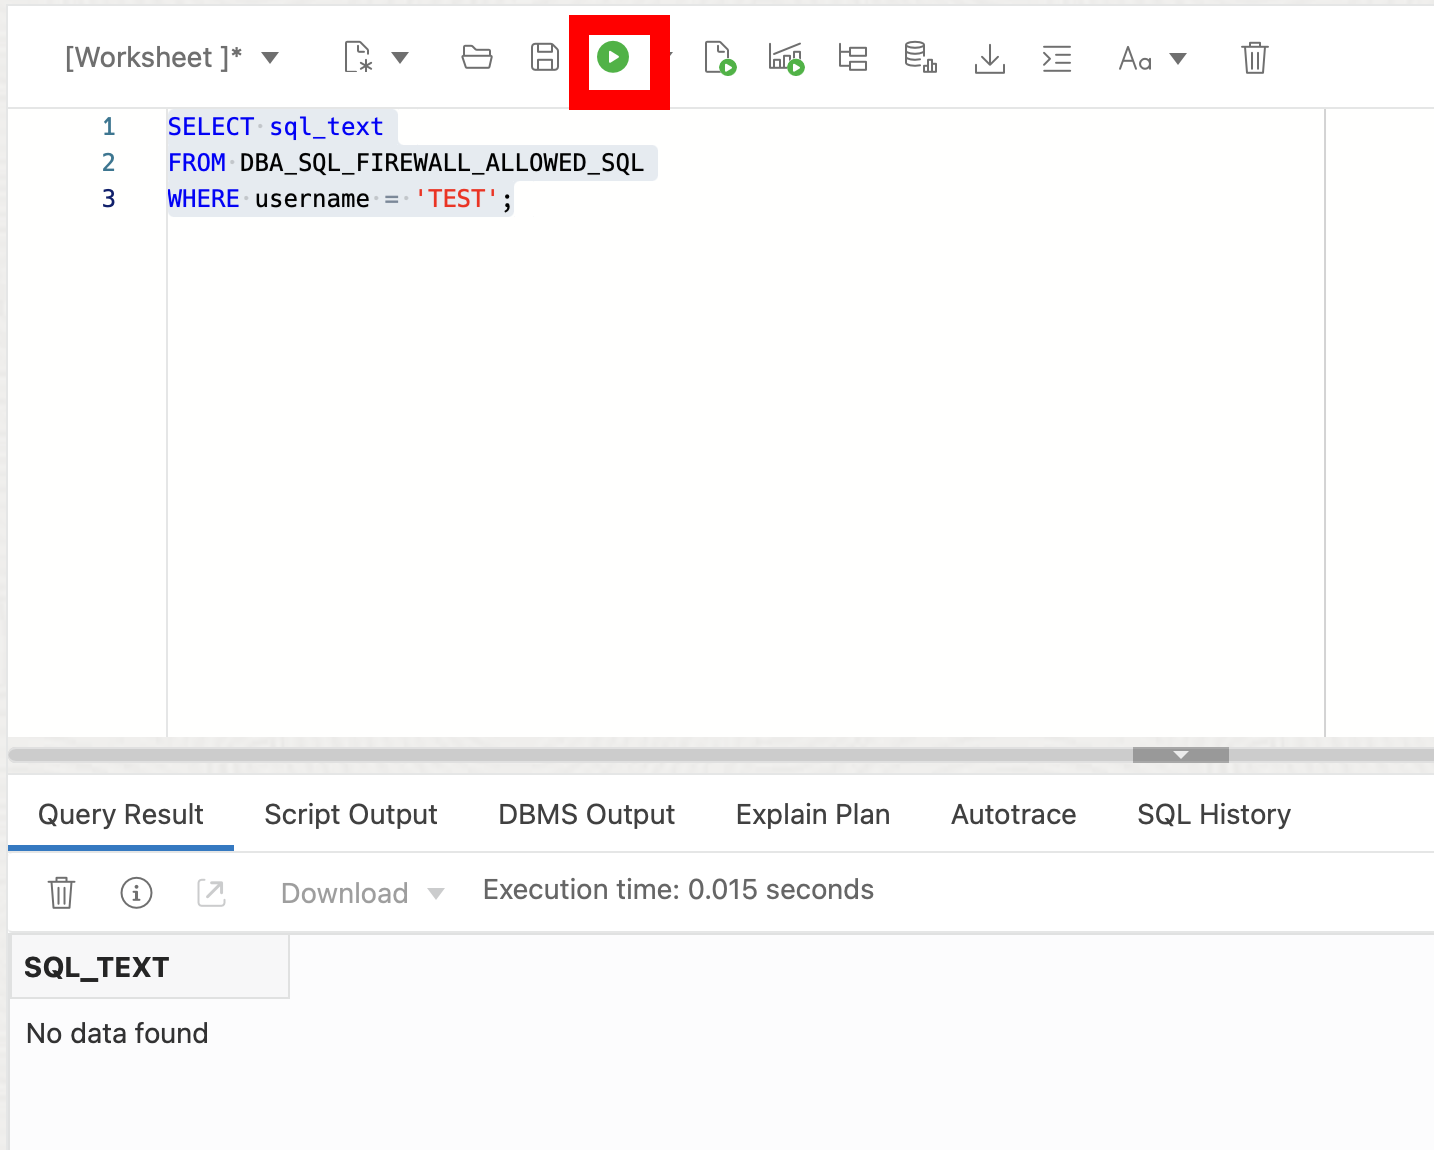 [Worksheet ]*
Aa
1 SELECT sql_text
2 FROM DBA_SQL_FIREWALL_ALLOWED_SQL
3 WHERE username = 'TEST';
Query Result Script Output DBMS Output Explain Plan Autotrace SQL History
Download Execution time: 0.015 seconds
SQL_TEXT
No data found